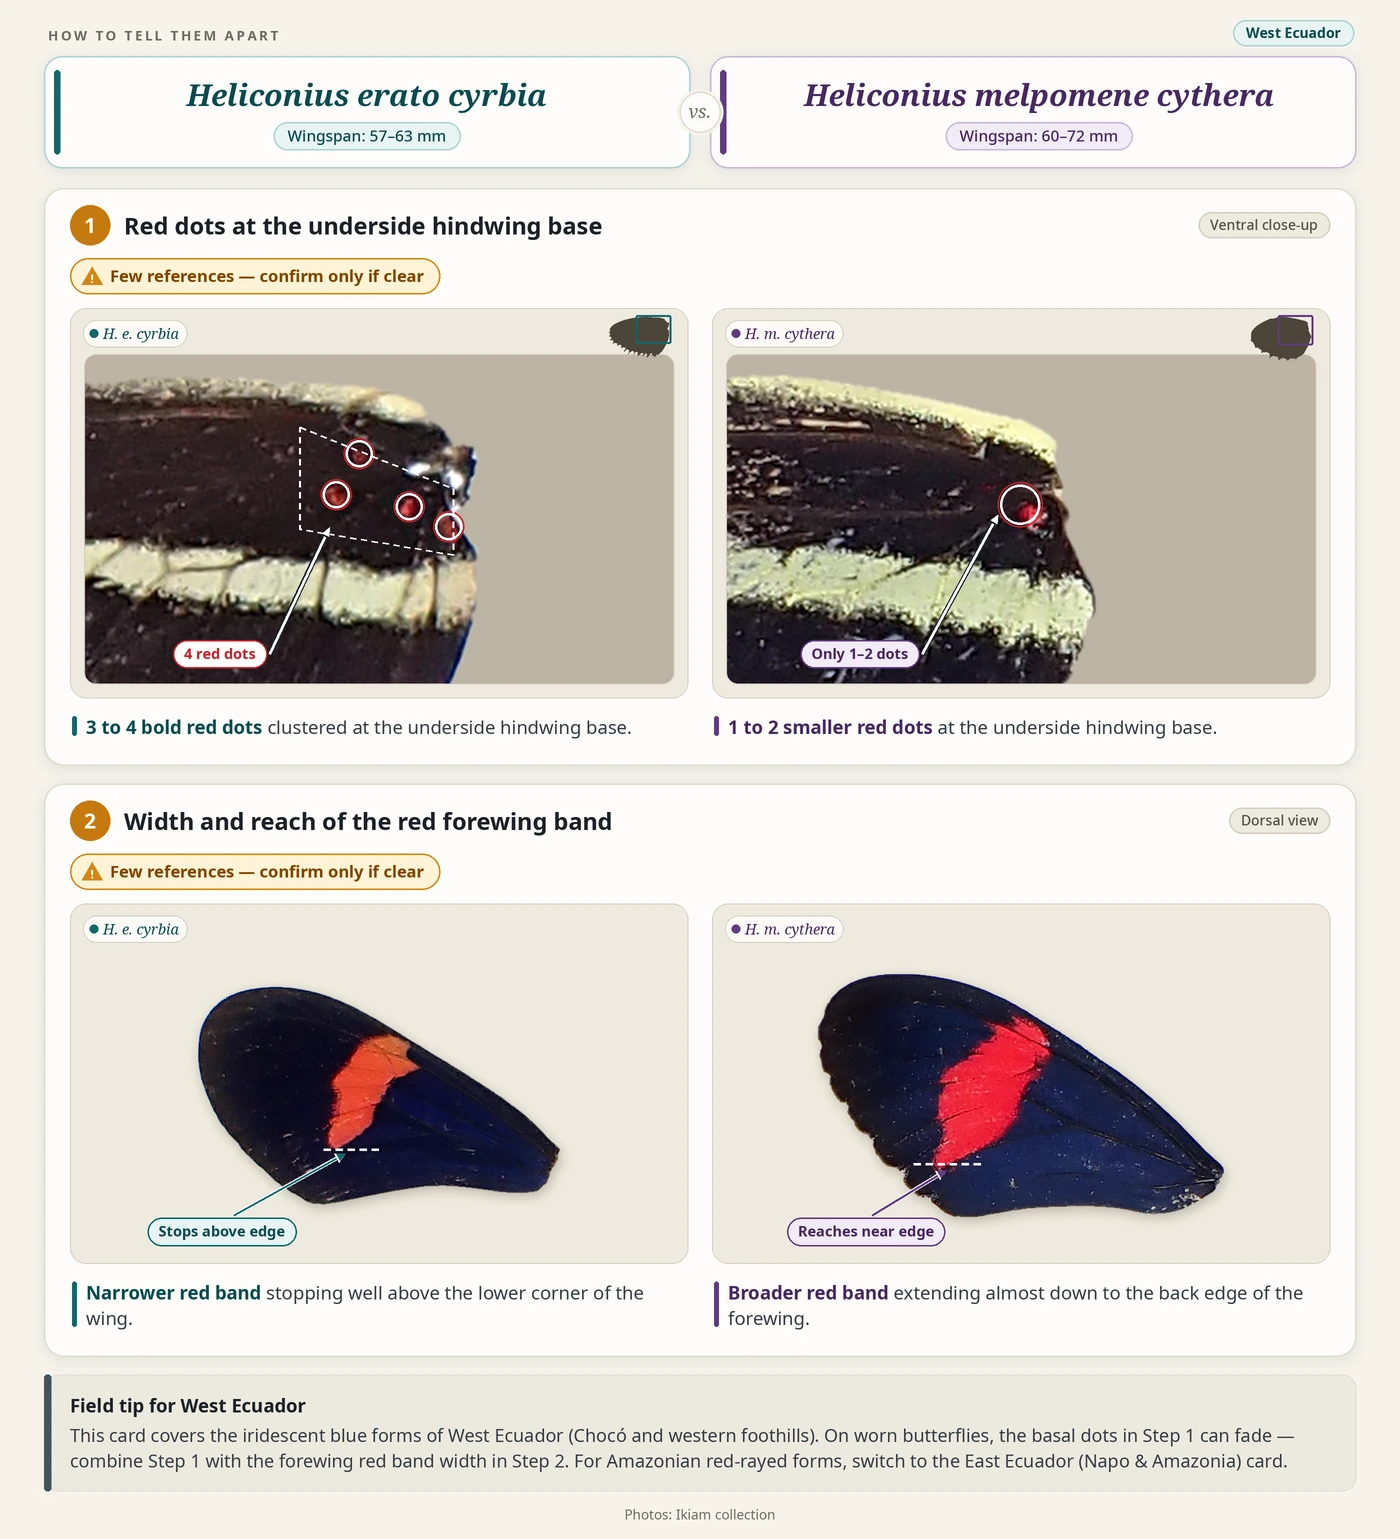 HOW TO TELL THEM APART
West Ecuador
Heliconius erato cyrbia
Wingspan: 57–63 mm
vs.
Heliconius melpomene cythera
Wingspan: 60–72 mm
1
Red dots at the underside hindwing base
Ventral close-up
Few references — confirm only if clear
H. e. cyrbia
4 red dots
H. m. cythera
Only 1–2 dots
3 to 4 bold red dots clustered at the underside hindwing base.
1 to 2 smaller red dots at the underside hindwing base.
2
Width and reach of the red forewing band
Dorsal view
Few references — confirm only if clear
H. e. cyrbia
Stops above edge
H. m. cythera
Reaches near edge
Narrower red band stopping well above the lower corner of the
wing.
Broader red band extending almost down to the back edge of the
forewing.
Field tip for West Ecuador
This card covers the iridescent blue forms of West Ecuador (Chocó and western foothills). On worn butterflies, the basal dots in Step 1 can fade —
combine Step 1 with the forewing red band width in Step 2. For Amazonian red-rayed forms, switch to the East Ecuador (Napo & Amazonia) card.
Photos: Ikiam collection